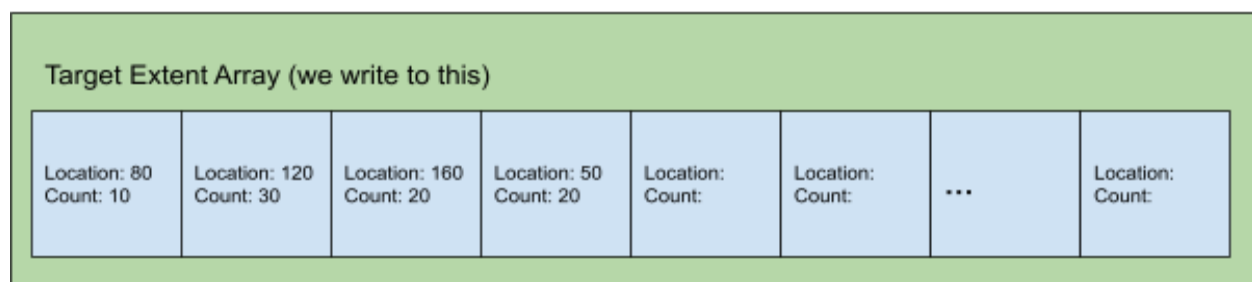 Target Extent Array (we write to this)
Location: 80
Count: 10
Location: 120
Count: 30
Location: 160
Count: 20
Location: 50
Count: 20
Location:
Count:
Location:
Count:
...
Location:
Count: